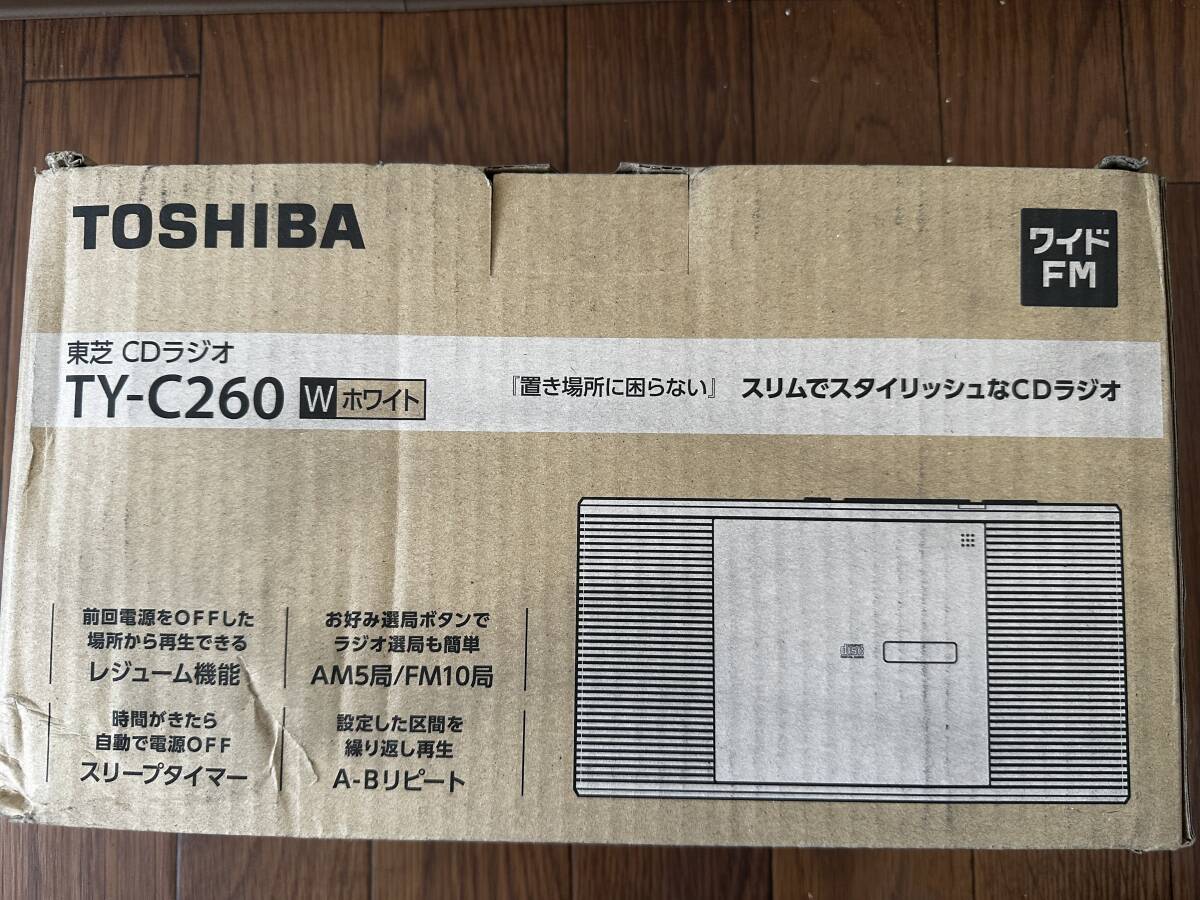 TOSHIBA
ワイド
FM
東芝 CDラジオ
TY-C260 W ホワイト
『置き場所に困らない』 スリムでスタイリッシュなCDラジオ
前回電源をOFFした
場所から再生できる
レジューム機能
お好み選局ボタンで
ラジオ選局も簡単
AM5局/FM10局
時間がきたら
自動で電源OFF
スリープタイマー
設定した区間を
繰り返し再生
A-Bリピート
disc